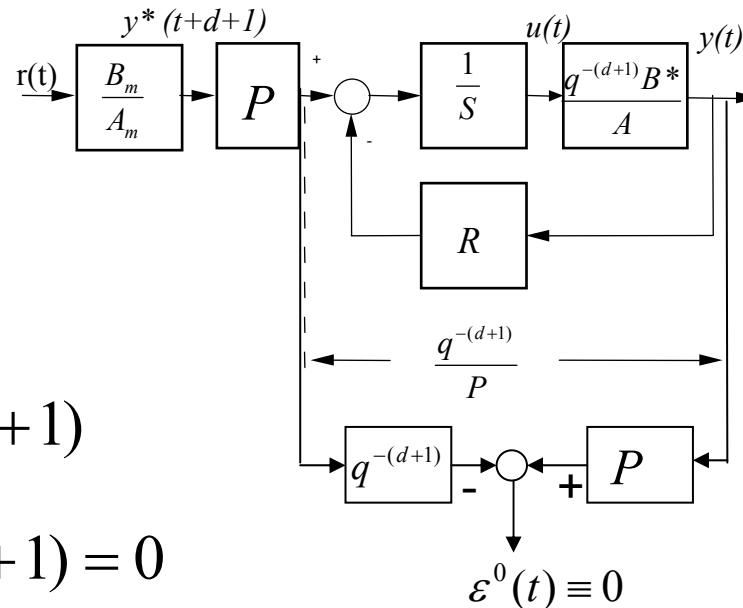 y* (t+d+1)
u(t)
y(t)
r(t)
B_m / A_m
P
+
-
1 / S
q^{-(d+1)} B* / A
R
q^{-(d+1)} / P
+1)
q^{-(d+1)}
-
+
P
+1) = 0
ε^0(t) ≡ 0